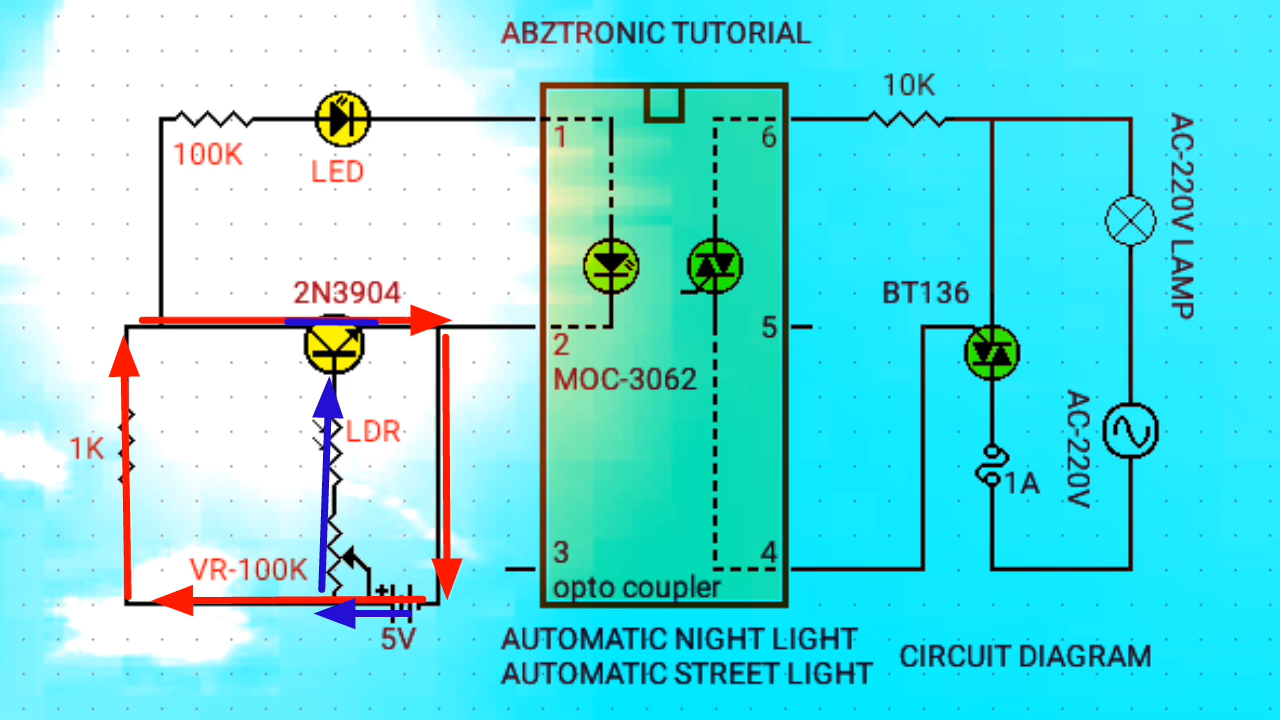 ABZTRONIC TUTORIAL
10K
100K
LED
1
6
AC-220V LAMP
2N3904
BT136
2
5
MOC-3062
LDR
1K
AC-220V
1A
VR-100K
3
4
opto coupler
+
5V
AUTOMATIC NIGHT LIGHT
AUTOMATIC STREET LIGHT
CIRCUIT DIAGRAM